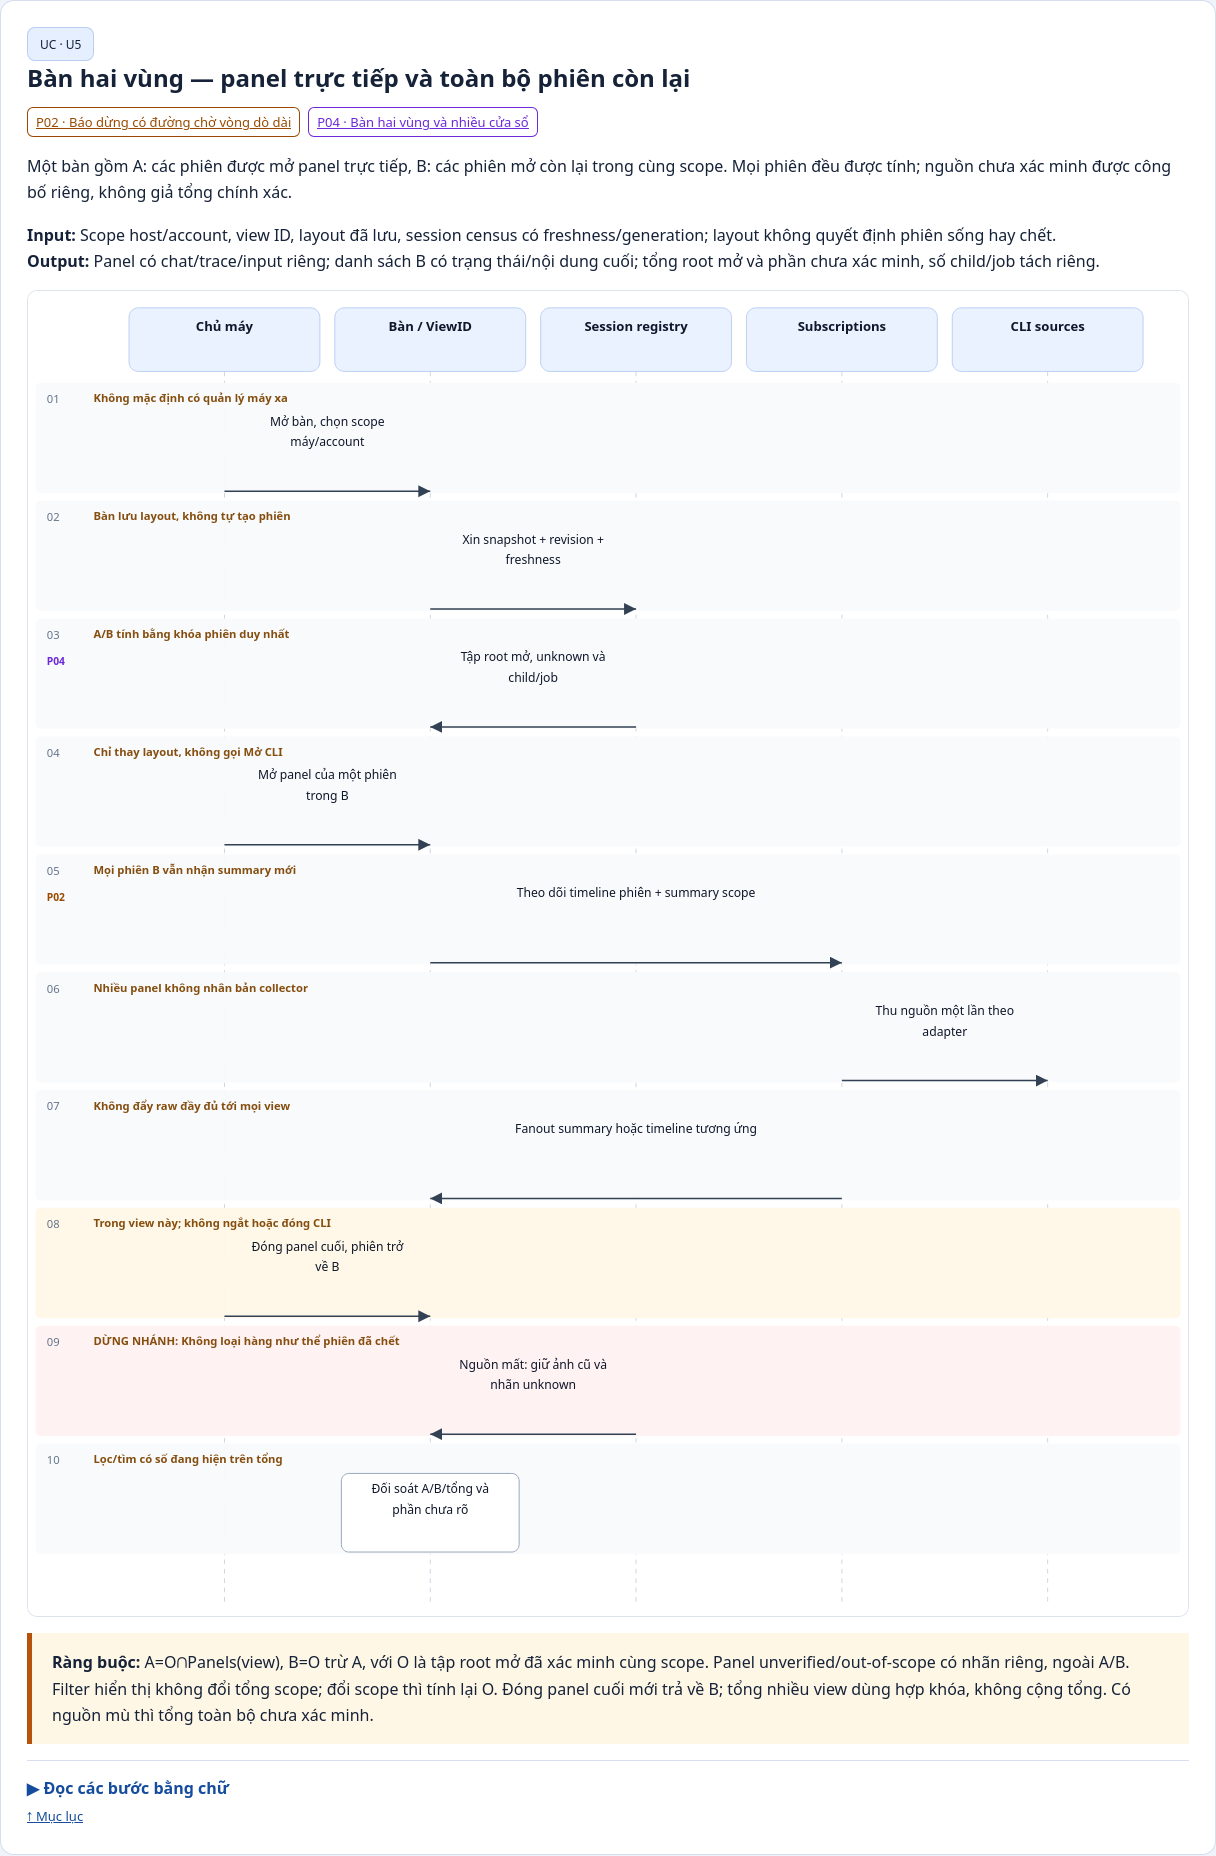 UC · U5
Bàn hai vùng — panel trực tiếp và toàn bộ phiên còn lại
P02 · Báo dừng có đường chờ vòng dò dài
P04 · Bàn hai vùng và nhiều cửa sổ
Một bàn gồm A: các phiên được mở panel trực tiếp, B: các phiên mở còn lại trong cùng scope. Mọi phiên đều được tính; nguồn chưa xác minh được công
bố riêng, không giả tổng chính xác.
Input: Scope host/account, view ID, layout đã lưu, session census có freshness/generation; layout không quyết định phiên sống hay chết.
Output: Panel có chat/trace/input riêng; danh sách B có trạng thái/nội dung cuối; tổng root mở và phần chưa xác minh, số child/job tách riêng.
Chủ máy
Bàn / ViewID
Session registry
Subscriptions
CLI sources
01
Không mặc định có quản lý máy xa
Mở bàn, chọn scope
máy/account
02
Bàn lưu layout, không tự tạo phiên
Xin snapshot + revision +
freshness
03
A/B tính bằng khóa phiên duy nhất
P04
Tập root mở, unknown và
child/job
04
Chỉ thay layout, không gọi Mở CLI
Mở panel của một phiên
trong B
05
Mọi phiên B vẫn nhận summary mới
P02
Theo dõi timeline phiên + summary scope
06
Nhiều panel không nhân bản collector
Thu nguồn một lần theo
adapter
07
Không đẩy raw đầy đủ tới mọi view
Fanout summary hoặc timeline tương ứng
08
Trong view này; không ngắt hoặc đóng CLI
Đóng panel cuối, phiên trở
về B
09
DỪNG NHÁNH: Không loại hàng như thể phiên đã chết
Nguồn mất: giữ ảnh cũ và
nhãn unknown
10
Lọc/tìm có số đang hiện trên tổng
Đối soát A/B/tổng và
phần chưa rõ
Ràng buộc: A=O∩Panels(view), B=O trừ A, với O là tập root mở đã xác minh cùng scope. Panel unverified/out-of-scope có nhãn riêng, ngoài A/B.
Filter hiển thị không đổi tổng scope; đổi scope thì tính lại O. Đóng panel cuối mới trả về B; tổng nhiều view dùng hợp khóa, không cộng tổng. Có
nguồn mù thì tổng toàn bộ chưa xác minh.
▶ Đọc các bước bằng chữ
↑ Mục lục